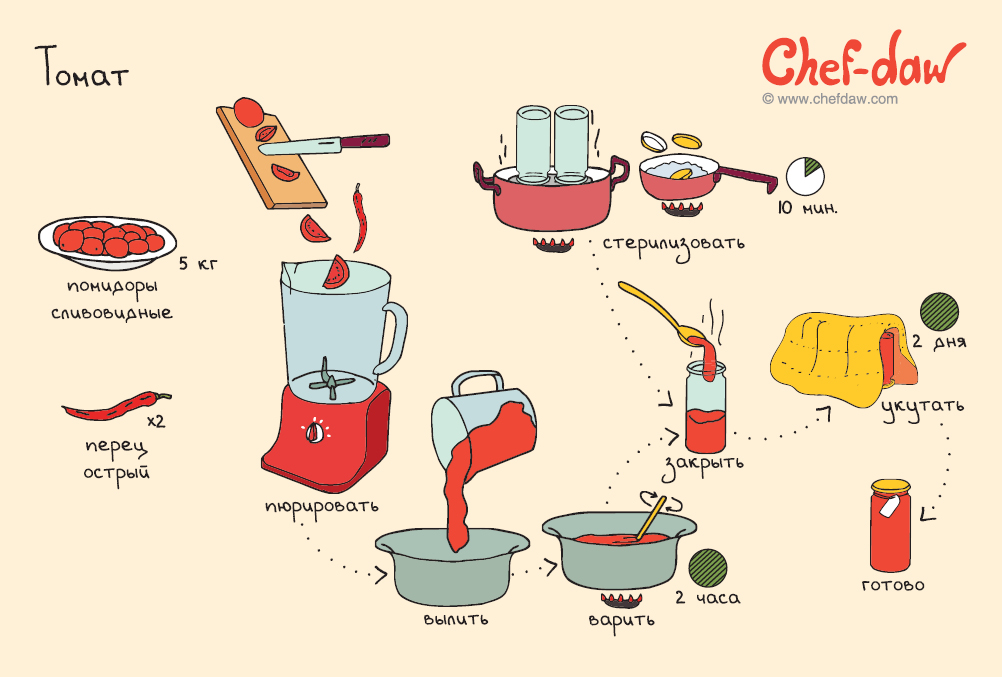 Томат
Chef-daw
© www.chefdaw.com
10 мин.
стерилизовать
5 кг
помидоры
сливовидные
x2
перец
острый
пюрировать
вылить
варить
2 часа
закрыть
2 дня
укутать
готово